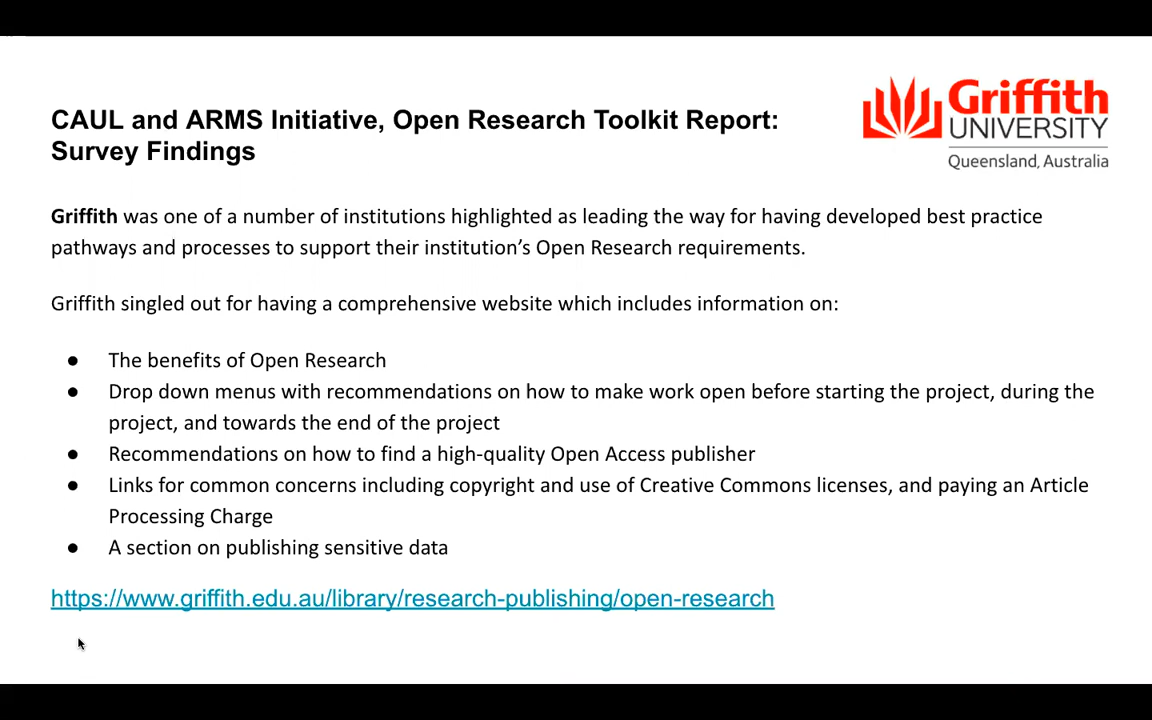 CAUL and ARMS Initiative, Open Research Toolkit Report:
Survey Findings
Griffith
UNIVERSITY
Queensland, Australia
Griffith was one of a number of institutions highlighted as leading the way for having developed best practice
pathways and processes to support their institution’s Open Research requirements.
Griffith singled out for having a comprehensive website which includes information on:
● The benefits of Open Research
● Drop down menus with recommendations on how to make work open before starting the project, during the
project, and towards the end of the project
● Recommendations on how to find a high-quality Open Access publisher
● Links for common concerns including copyright and use of Creative Commons licenses, and paying an Article
Processing Charge
● A section on publishing sensitive data
https://www.griffith.edu.au/library/research-publishing/open-research